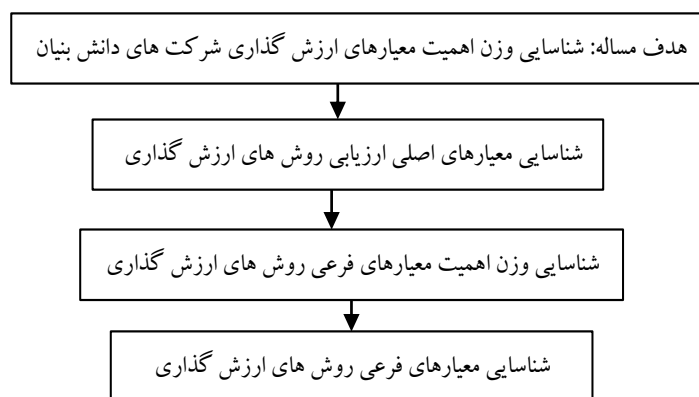 هدف مساله: شناسایی وزن اهمیت معیارهای ارزش گذاری شرکت های دانش بنیان
شناسایی معیارهای اصلی ارزیابی روش های ارزش گذاری
شناسایی وزن اهمیت معیارهای فرعی روش های ارزش گذاری
شناسایی معیارهای فرعی روش های ارزش گذاری